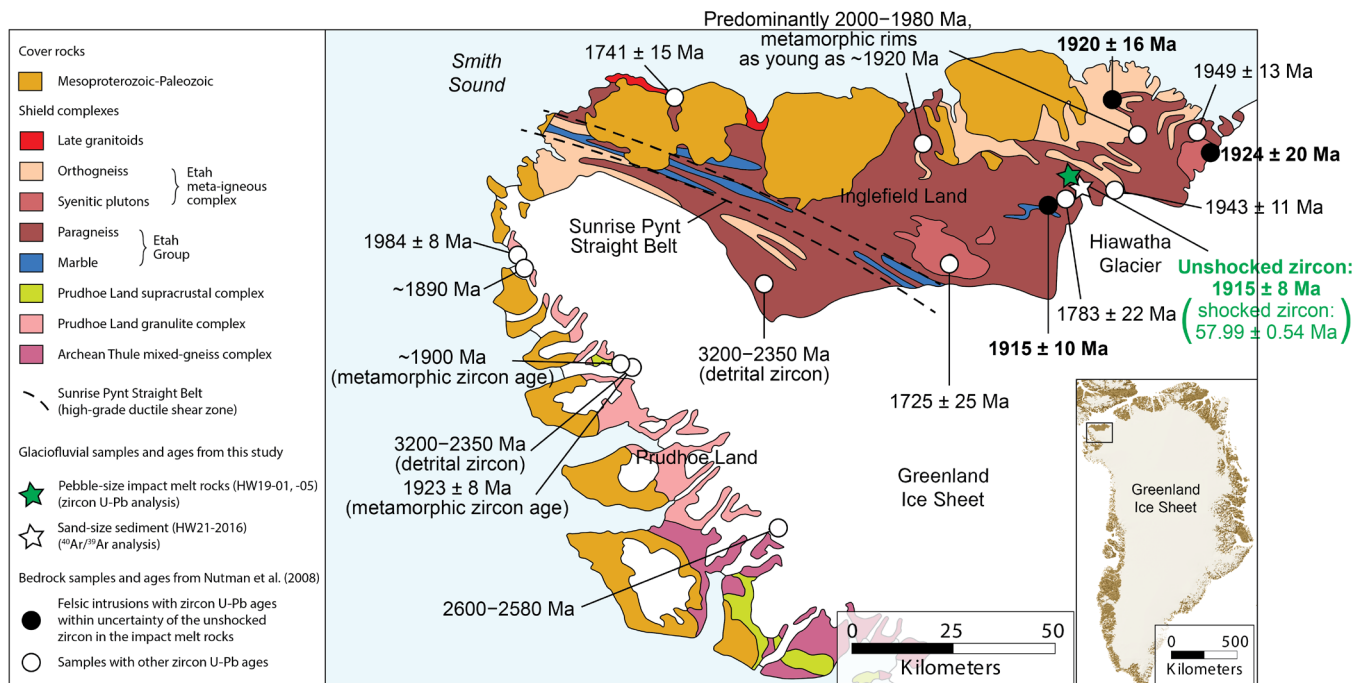 Cover rocks
Mesoproterozoic-Paleozoic
Shield complexes
Late granitoids
Orthogneiss
Syenitic plutons
Etah
meta-igneous
complex
Paragneiss
Marble
Etah
Group
Prudhoe Land supracrustal complex
Prudhoe Land granulite complex
Archean Thule mixed-gneiss complex
Sunrise Pynt Straight Belt
(high-grade ductile shear zone)
Glaciofluvial samples and ages from this study
Pebble-size impact melt rocks (HW19-01, -05)
(zircon U-Pb analysis)
Sand-size sediment (HW21-2016)
(⁴⁰Ar/³⁹Ar analysis)
Bedrock samples and ages from Nutman et al. (2008)
Felsic intrusions with zircon U-Pb ages
within uncertainty of the unshocked
zircon in the impact melt rocks
Samples with other zircon U-Pb ages
Smith
Sound
1741 ± 15 Ma
Predominantly 2000−1980 Ma,
metamorphic rims
as young as ~1920 Ma
1920 ± 16 Ma
1949 ± 13 Ma
1924 ± 20 Ma
Inglefield Land
1943 ± 11 Ma
Sunrise Pynt
Straight Belt
Hiawatha
Glacier
1984 ± 8 Ma
~1890 Ma
Unshocked zircon:
1915 ± 8 Ma
(shocked zircon:
57.99 ± 0.54 Ma)
1783 ± 22 Ma
1915 ± 10 Ma
~1900 Ma
(metamorphic zircon age)
3200−2350 Ma
(detrital zircon)
1725 ± 25 Ma
3200−2350 Ma
(detrital zircon)
Prudhoe Land
1923 ± 8 Ma
(metamorphic zircon age)
Greenland
Ice Sheet
2600−2580 Ma
0 25 50
Kilometers
Greenland
Ice Sheet
0 500
Kilometers